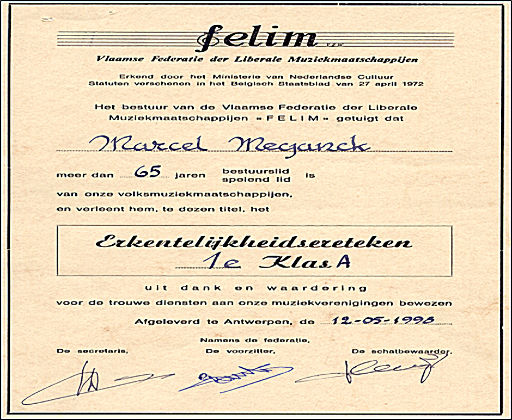 felim vzw
Vlaamse Federatie der Liberale Muziekmaatschappijen
Erkend door het Ministerie van Nederlandse Cultuur
Statuten verschenen in het Belgisch Staatsblad van 27 april 1972
Het bestuur van de Vlaamse Federatie der Liberale
Muziekmaatschappijen «FELIM» getuigt dat
Marcel Meganck
meer dan 65 jaren bestuurslid is
spelend lid
van onze volksmuziekmaatschappijen,
en verleent hem, te dezen titel, het
Erkentelijkheidsereteken
1e Klas A
uit dank en waardering
voor de trouwe diensten aan onze muziekverenigingen bewezen
Afgeleverd te Antwerpen, de 12-05-1998
Namens de federatie,
De secretaris, De voorzitter, De schatbewaarder,